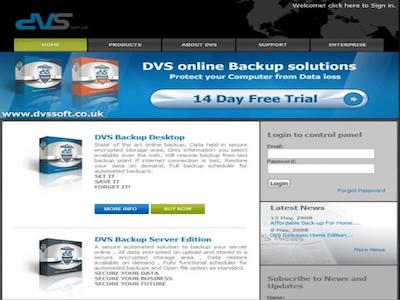 Welcome! click here to Sign in.
DVS
HOME
PRODUCTS
ABOUT DVS
SUPPORT
ENTERPRISE
DVS online Backup solutions
Protect your Computer from Data loss
14 Day Free Trial
www.dvssoft.co.uk
DVS Backup Desktop
State of the art online backup, Data held in secure
encrypted storage area, Only information you select
available over the web, Will resume backup from last
backup point if internet connection is lost, Restore
your data on demand, Full backup scheduler for
automated backup's.
SET IT
SAVE IT
FORGET IT!
MORE INFO
BUY NOW
DVS Backup Server Edition
A secure automated solution to backup your server
online , All data encrypted on upload and stored in a
secure encrypted storage area , Data restore
available on demand , Fully functional scheduler for
automated backups and Open file option as standard.
SECURE YOUR DATA
SECURE YOUR BUSINESS
SECURE YOUR FUTURE
Login to control panel
Email:
Password:
Login
Forgot Password
Latest News
12 May, 2008
Affordable Back-up For Home....
12 May, 2008
DVS Releases Home Edition...
More News
Subscribe to News and
Updates